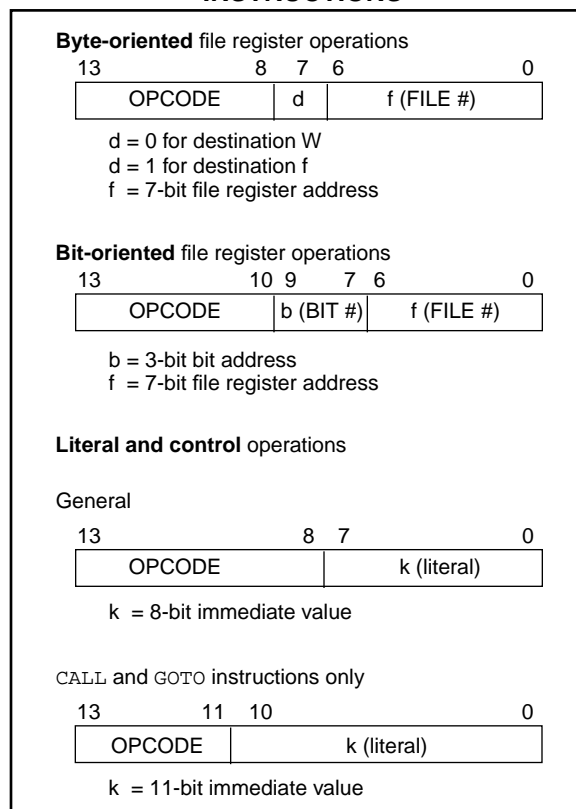 INSTRUCTIONS
Byte-oriented file register operations
13 8 7 6 0
OPCODE d f (FILE #)
d = 0 for destination W
d = 1 for destination f
f = 7-bit file register address
Bit-oriented file register operations
13 10 9 7 6 0
OPCODE b (BIT #) f (FILE #)
b = 3-bit bit address
f = 7-bit file register address
Literal and control operations
General
13 8 7 0
OPCODE k (literal)
k = 8-bit immediate value
CALL and GOTO instructions only
13 11 10 0
OPCODE k (literal)
k = 11-bit immediate value